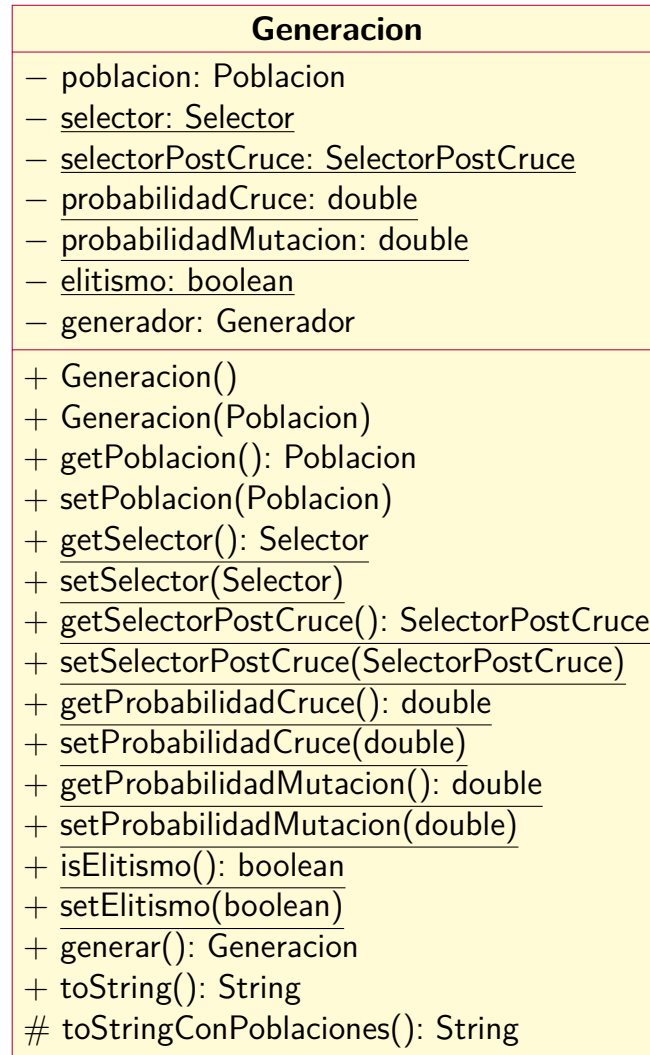 Generacion
− poblacion: Poblacion
− selector: Selector
− selectorPostCruce: SelectorPostCruce
− probabilidadCruce: double
− probabilidadMutacion: double
− elitismo: boolean
− generador: Generador
+ Generacion()
+ Generacion(Poblacion)
+ getPoblacion(): Poblacion
+ setPoblacion(Poblacion)
+ getSelector(): Selector
+ setSelector(Selector)
+ getSelectorPostCruce(): SelectorPostCruce
+ setSelectorPostCruce(SelectorPostCruce)
+ getProbabilidadCruce(): double
+ setProbabilidadCruce(double)
+ getProbabilidadMutacion(): double
+ setProbabilidadMutacion(double)
+ isElitismo(): boolean
+ setElitismo(boolean)
+ generar(): Generacion
+ toString(): String
# toStringConPoblaciones(): String